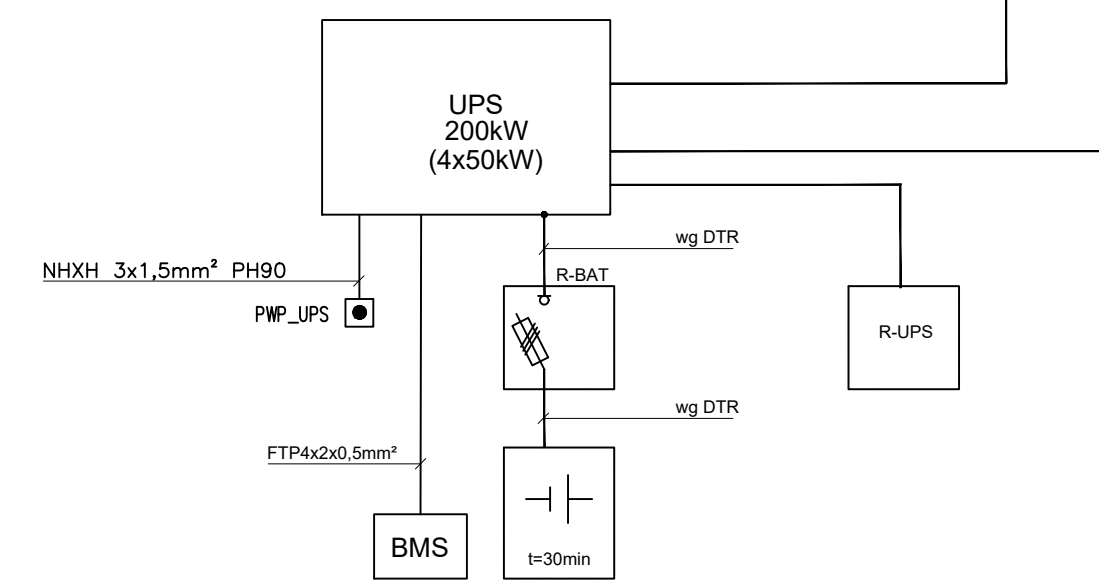 UPS
200kW
(4x50kW)
wg DTR
NHXH 3x1,5mm² PH90
R-BAT
PWP_UPS
R-UPS
wg DTR
FTP4x2x0,5mm²
BMS
t=30min